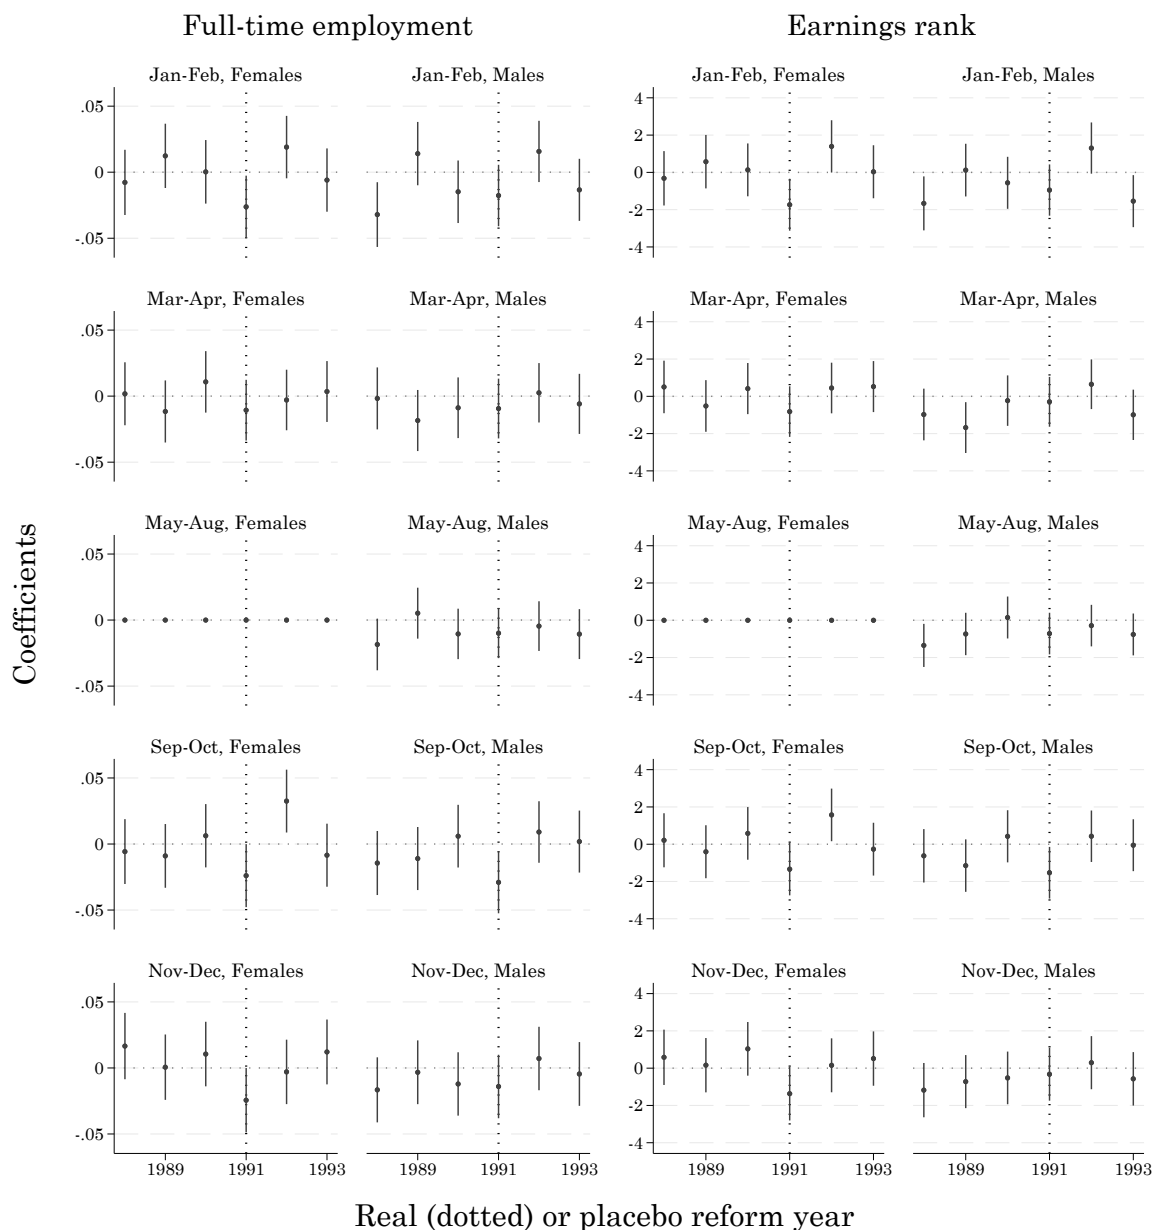 Full-time employment Earnings rank
Jan-Feb, Females Jan-Feb, Males Jan-Feb, Females Jan-Feb, Males
.05 4
2
0 0
-2
-.05 -4
Mar-Apr, Females Mar-Apr, Males Mar-Apr, Females Mar-Apr, Males
.05 4
2
0 0
-2
-.05 -4
May-Aug, Females May-Aug, Males May-Aug, Females May-Aug, Males
.05 4
2
0 0
-2
-.05 -4
Coefficients
Sep-Oct, Females Sep-Oct, Males Sep-Oct, Females Sep-Oct, Males
.05 4
2
0 0
-2
-.05 -4
Nov-Dec, Females Nov-Dec, Males Nov-Dec, Females Nov-Dec, Males
.05 4
2
0 0
-2
-.05 -4
1989 1991 1993 1989 1991 1993 1989 1991 1993 1989 1991 1993
Real (dotted) or placebo reform year